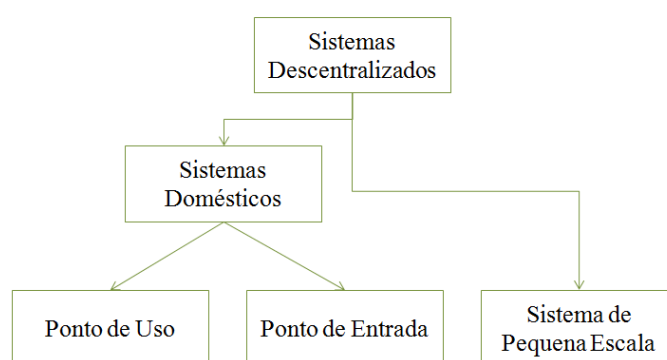 Sistemas
Descentralizados
Sistemas
Domésticos
Ponto de Uso
Ponto de Entrada
Sistema de
Pequena Escala